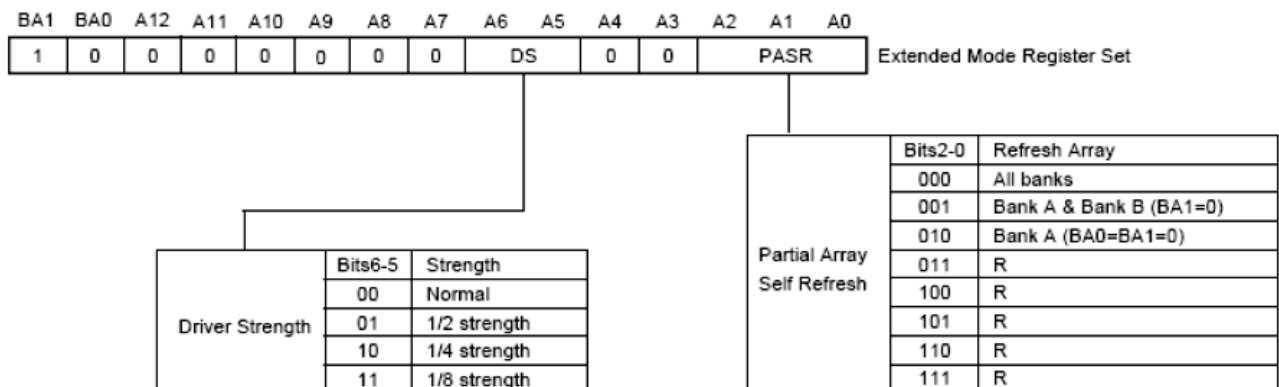 BA1 BA0 A12 A11 A10 A9 A8 A7 A6 A5 A4 A3 A2 A1 A0
1 0 0 0 0 0 0 0 DS 0 0 PASR Extended Mode Register Set
Bits2-0 Refresh Array
000 All banks
001 Bank A & Bank B (BA1=0)
010 Bank A (BA0=BA1=0)
011 R
100 R
101 R
110 R
111 R
Partial Array
Self Refresh
Bits6-5 Strength
00 Normal
01 1/2 strength
10 1/4 strength
11 1/8 strength
Driver Strength